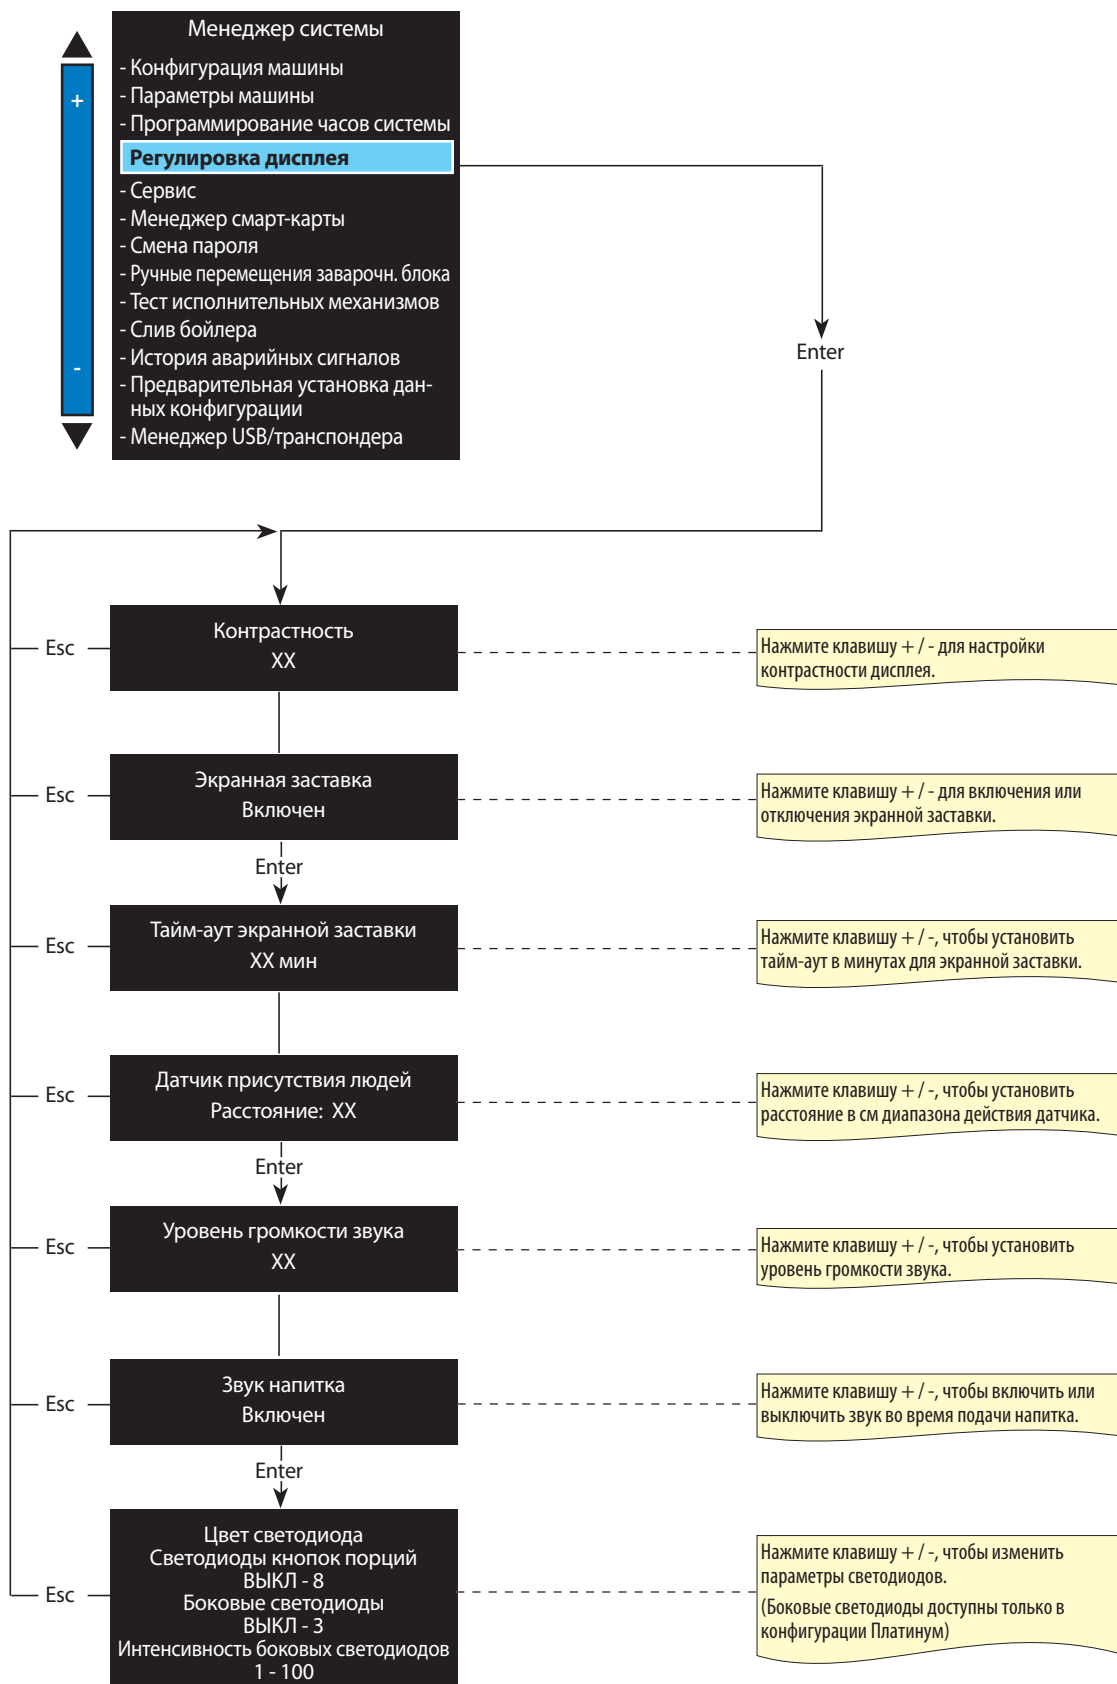 Менеджер системы
- Конфигурация машины
+
- Параметры машины
- Программирование часов системы
Регулировка дисплея
- Сервис
- Менеджер смарт-карты
- Смена пароля
- Ручные перемещения заварочн. блока
- Тест исполнительных механизмов
- Слив бойлера
- История аварийных сигналов
-
- Предварительная установка дан-
ных конфигурации
- Менеджер USB/транспондера
Enter
Esc
Контрастность
XX
Нажмите клавишу + / - для настройки
контрастности дисплея.
Esc
Экранная заставка
Включен
Нажмите клавишу + / - для включения или
отключения экранной заставки.
Enter
Esc
Тайм-аут экранной заставки
XX мин
Нажмите клавишу + / -, чтобы установить
тайм-аут в минутах для экранной заставки.
Esc
Датчик присутствия людей
Расстояние: XX
Нажмите клавишу + / -, чтобы установить
расстояние в см диапазона действия датчика.
Enter
Esc
Уровень громкости звука
XX
Нажмите клавишу + / -, чтобы установить
уровень громкости звука.
Esc
Звук напитка
Включен
Нажмите клавишу + / -, чтобы включить или
выключить звук во время подачи напитка.
Enter
Esc
Цвет светодиода
Светодиоды кнопок порций
ВЫКЛ - 8
Боковые светодиоды
ВЫКЛ - 3
Интенсивность боковых светодиодов
1 - 100
Нажмите клавишу + / -, чтобы изменить
параметры светодиодов.
(Боковые светодиоды доступны только в
конфигурации Платинум)